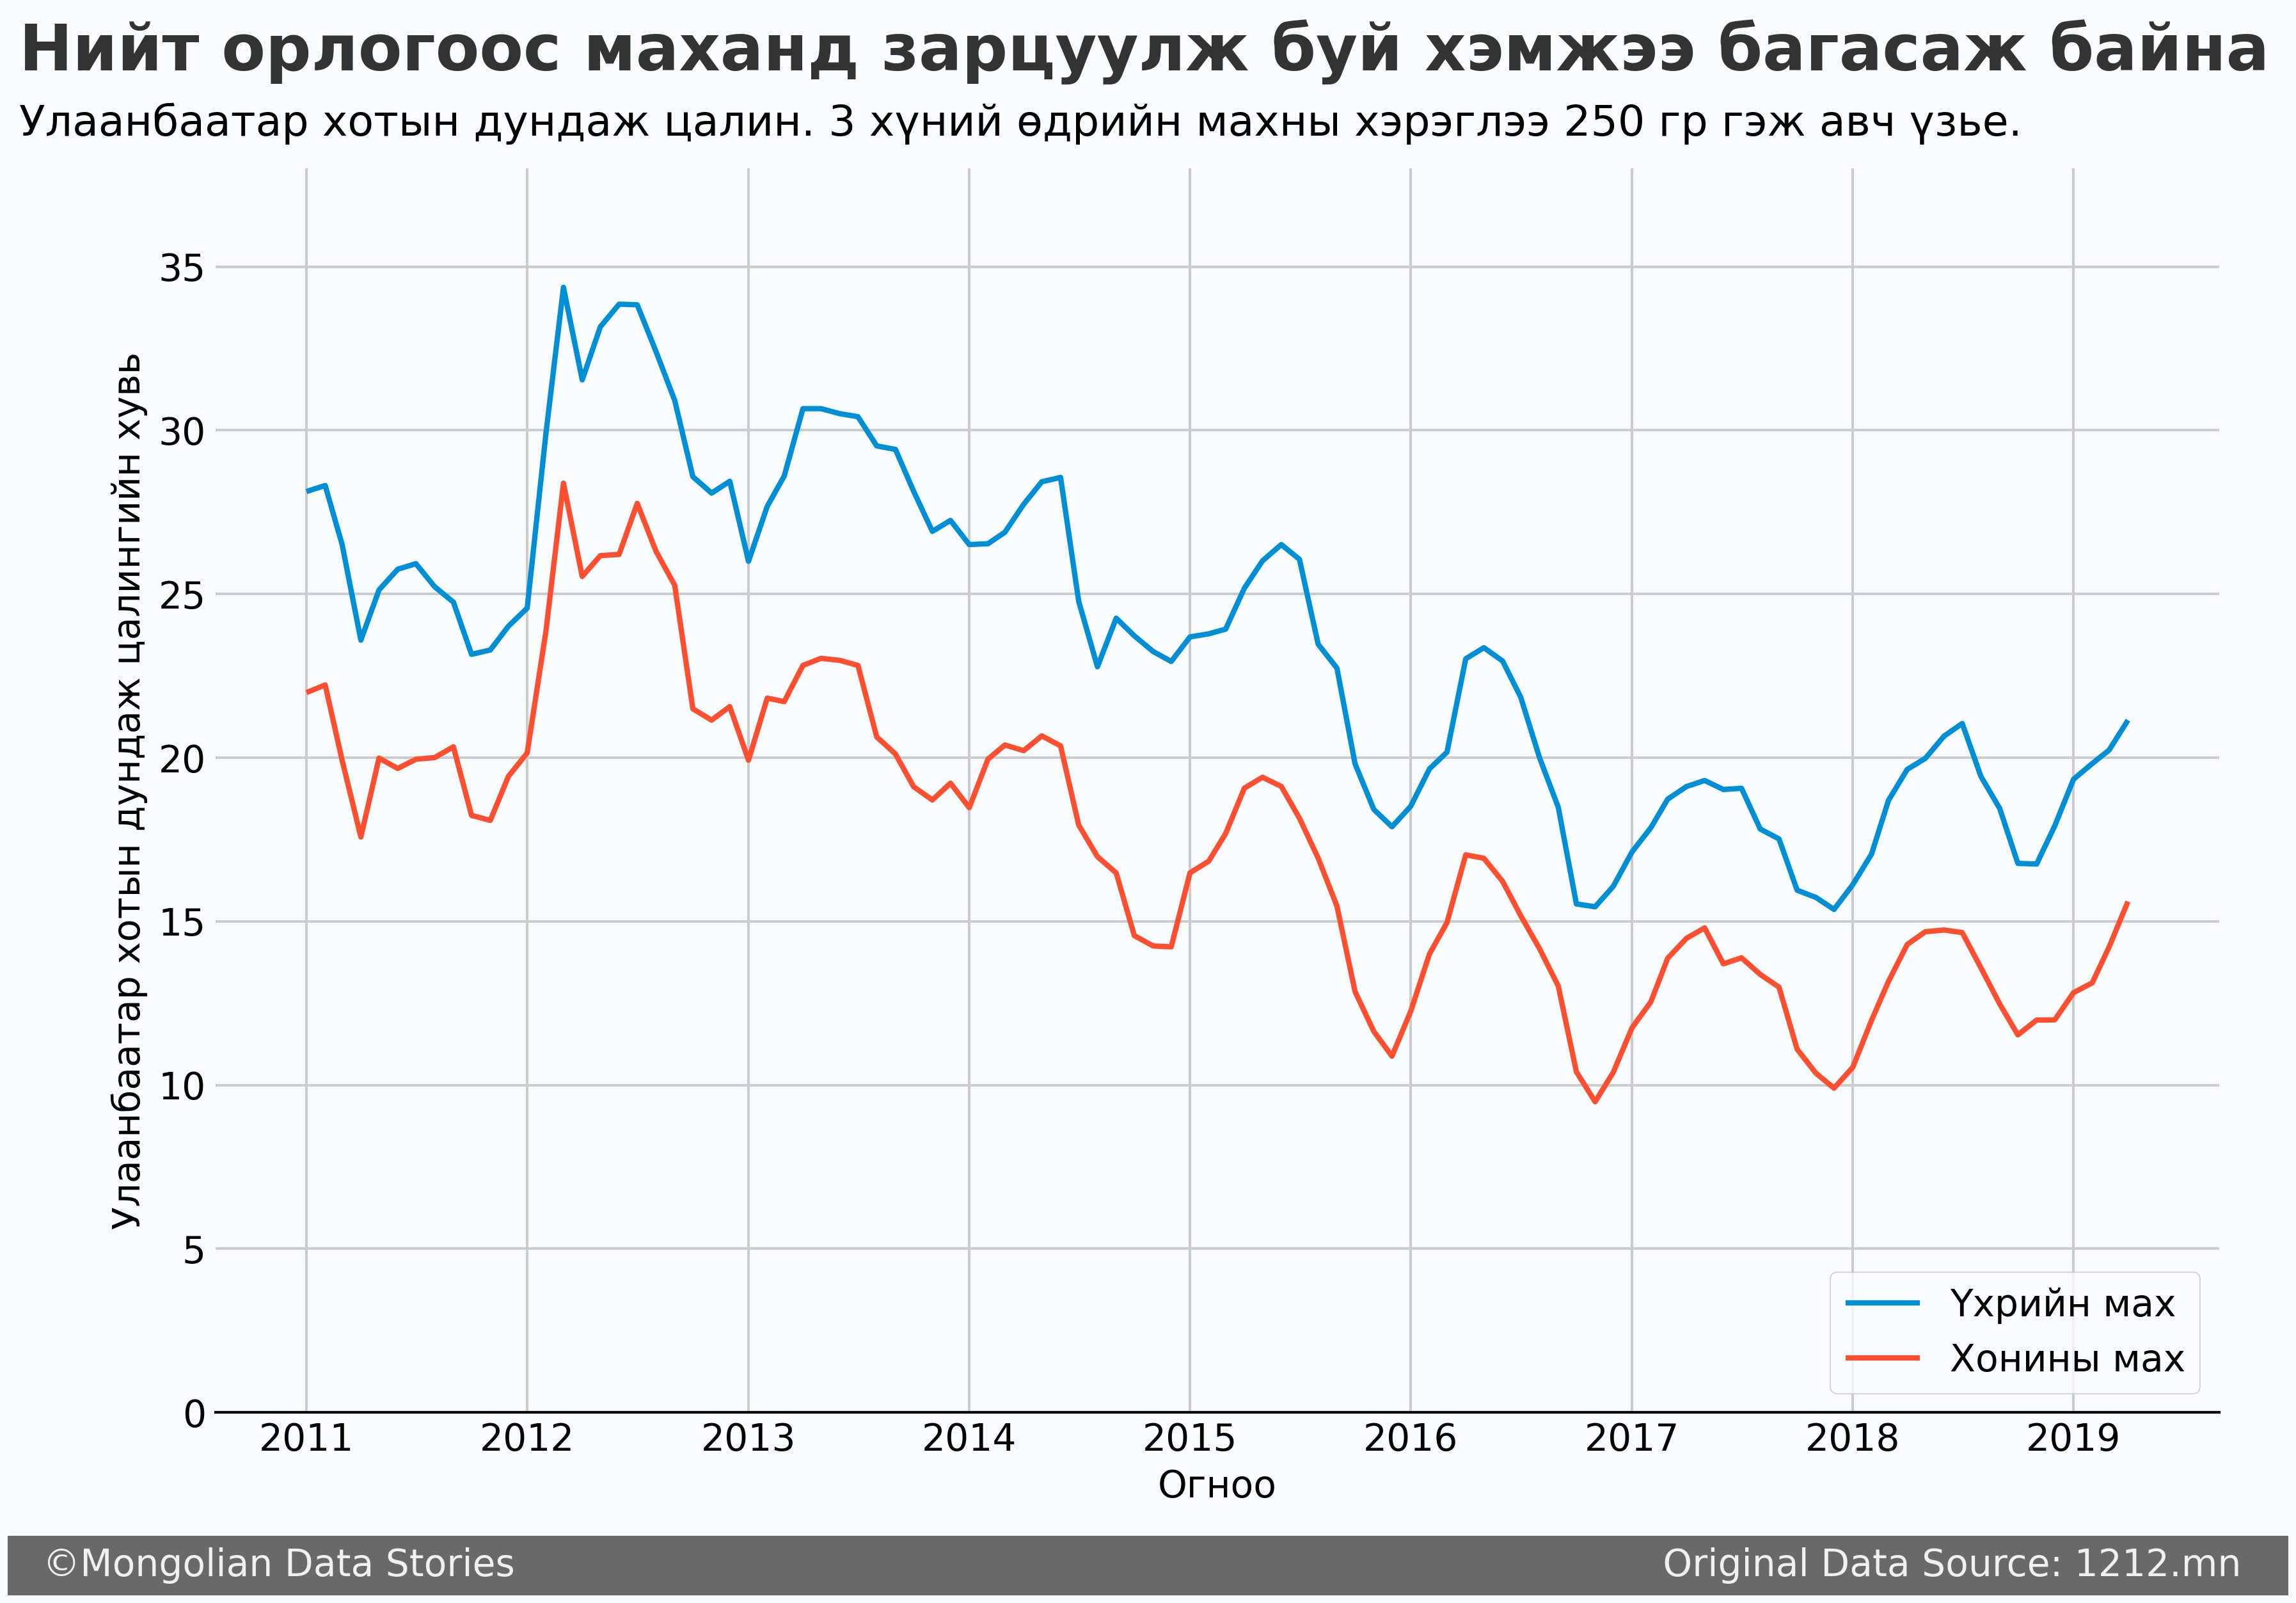 Нийт орлогоос маханд зарцуулж буй хэмжээ багасаж байна
Улаанбаатар хотын дундаж цалин. 3 хүний өдрийн махны хэрэглээ 250 гр гэж авч үзье.
Улаанбаатар хотын дундаж цалингийн хувь
35
30
25
20
15
10
5
0
Үхрийн мах
Хонины мах
2011 2012 2013 2014 2015 2016 2017 2018 2019
Огноо
©Mongolian Data Stories
Original Data Source: 1212.mn